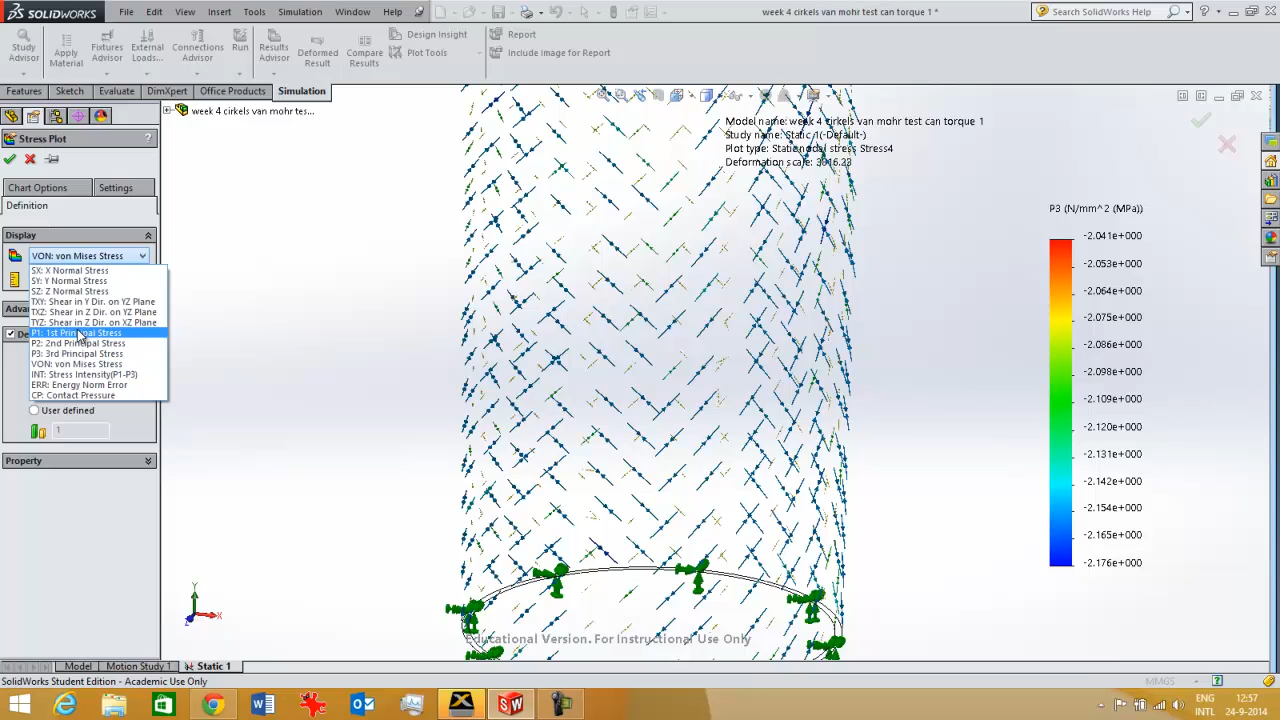 SOLIDWORKS File Edit View Insert Tools Simulation Window Help week 4 cirkels van mohr test can torque 1 * Search SolidWorks Help
Study Advisor Apply Material Fixtures Advisor External Loads... Connections Advisor Run Results Advisor Deformed Result Compare Results Design Insight Plot Tools Report Include Image for Report
Features Sketch Evaluate DimXpert Office Products Simulation
week 4 cirkels van mohr tes...
Stress Plot ?
Chart Options Settings
Definition
Display
VON: von Mises Stress
SX: X Normal Stress
SY: Y Normal Stress
SZ: Z Normal Stress
TXY: Shear in Y Dir. on YZ Plane
TXZ: Shear in Z Dir. on YZ Plane
TYZ: Shear in Z Dir. on XZ Plane
P1: 1st Principal Stress
P2: 2nd Principal Stress
P3: 3rd Principal Stress
VON: von Mises Stress
INT: Stress Intensity(P1-P3)
ERR: Energy Norm Error
CP: Contact Pressure
User defined
1
Property
Model name: week 4 cirkels van mohr test can torque 1
Study name: Static 1(-Default-)
Plot type: Static nodal stress Stress4
Deformation scale: 3916.23
P3 (N/mm^2 (MPa))
-2.041e+000
-2.053e+000
-2.064e+000
-2.075e+000
-2.086e+000
-2.098e+000
-2.109e+000
-2.120e+000
-2.131e+000
-2.142e+000
-2.154e+000
-2.165e+000
-2.176e+000
Y
X
Z
Educational Version. For Instructional Use Only
Model Motion Study 1 Static 1
SolidWorks Student Edition - Academic Use Only MMGS
ENG 12:57
INTL 24-9-2014